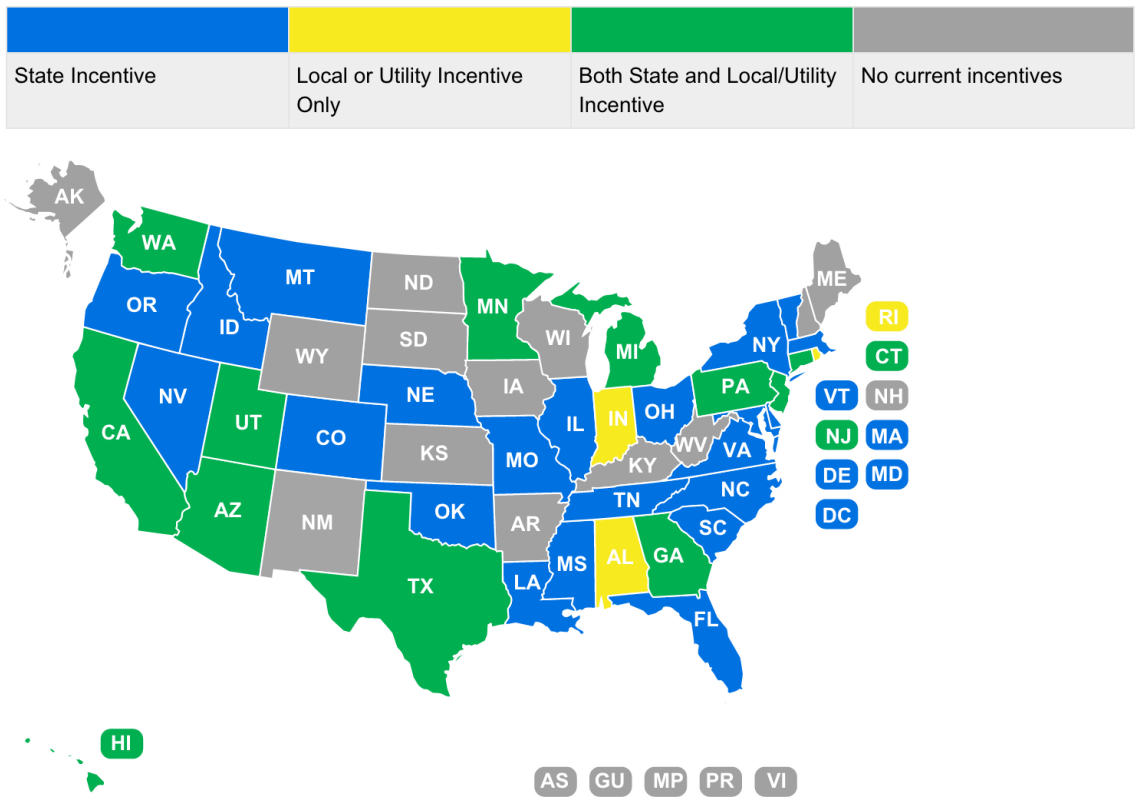 State Incentive
Local or Utility Incentive
Only
Both State and Local/Utility
Incentive
No current incentives
AK
WA
MT
ND
MN
ME
OR
ID
SD
WI
MI
NY
RI
WY
CT
NV
NE
IA
PA
VT
NH
UT
CO
IL
IN
OH
CA
KS
MO
KY
WV
VA
NJ
MA
DE
MD
AZ
NM
OK
AR
TN
NC
DC
SC
TX
LA
MS
AL
GA
FL
HI
AS
GU
MP
PR
VI